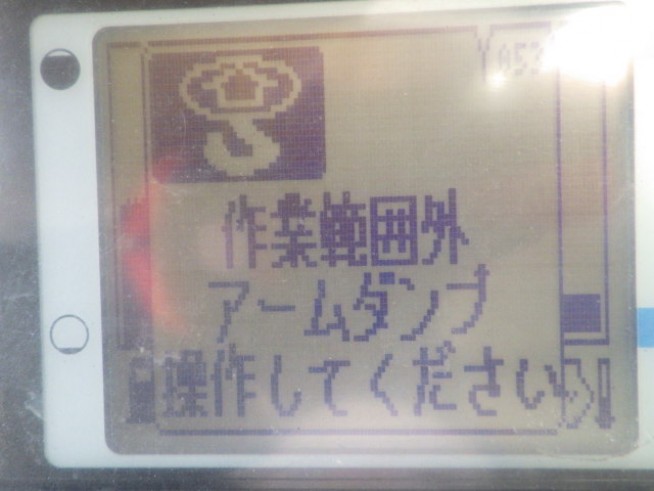 作業範囲外
アームダンプ
操作してください